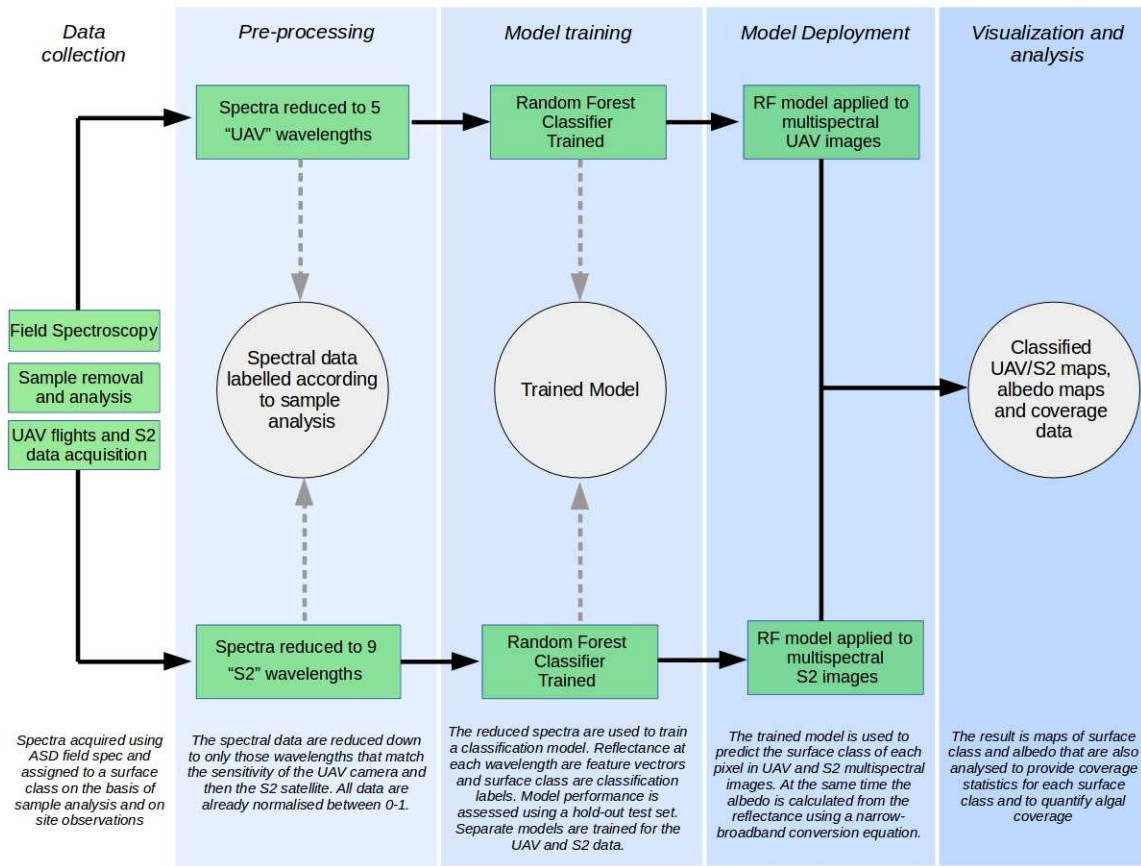 Data
collection
Pre-processing
Model training
Model Deployment
Visualization and
analysis
Spectra reduced to 5
“UAV” wavelengths
Random Forest
Classifier
Trained
RF model applied to
multispectral
UAV images
Field Spectroscopy
Sample removal
and analysis
UAV flights and S2
data acquisition
Spectral data
labelled according
to sample
analysis
Trained Model
Classified
UAV/S2 maps,
albedo maps
and coverage
data
Spectra reduced to 9
“S2” wavelengths
Random Forest
Classifier
Trained
RF model applied to
multispectral
S2 images
Spectra acquired using
ASD field spec and
assigned to a surface
class on the basis of
sample analysis and on
site observations
The spectral data are reduced down
to only those wavelengths that match
the sensitivity of the UAV camera and
then the S2 satellite. All data are
already normalised between 0-1.
The reduced spectra are used to train
a classification model. Reflectance at
each wavelength are feature vectrors
and surface class are classification
labels. Model performance is
assessed using a hold-out test set.
Separate models are trained for the
UAV and S2 data.
The trained model is used to
predict the surface class of each
pixel in UAV and S2 multispectral
images. At the same time the
albedo is calculated from the
reflectance using a narrow-
broadband conversion equation.
The result is maps of surface
class and albedo that are also
analysed to provide coverage
statistics for each surface
class and to quantify algal
coverage